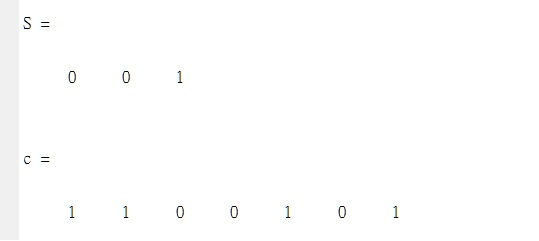 S =
0 0 1
c =
1 1 0 0 1 0 1